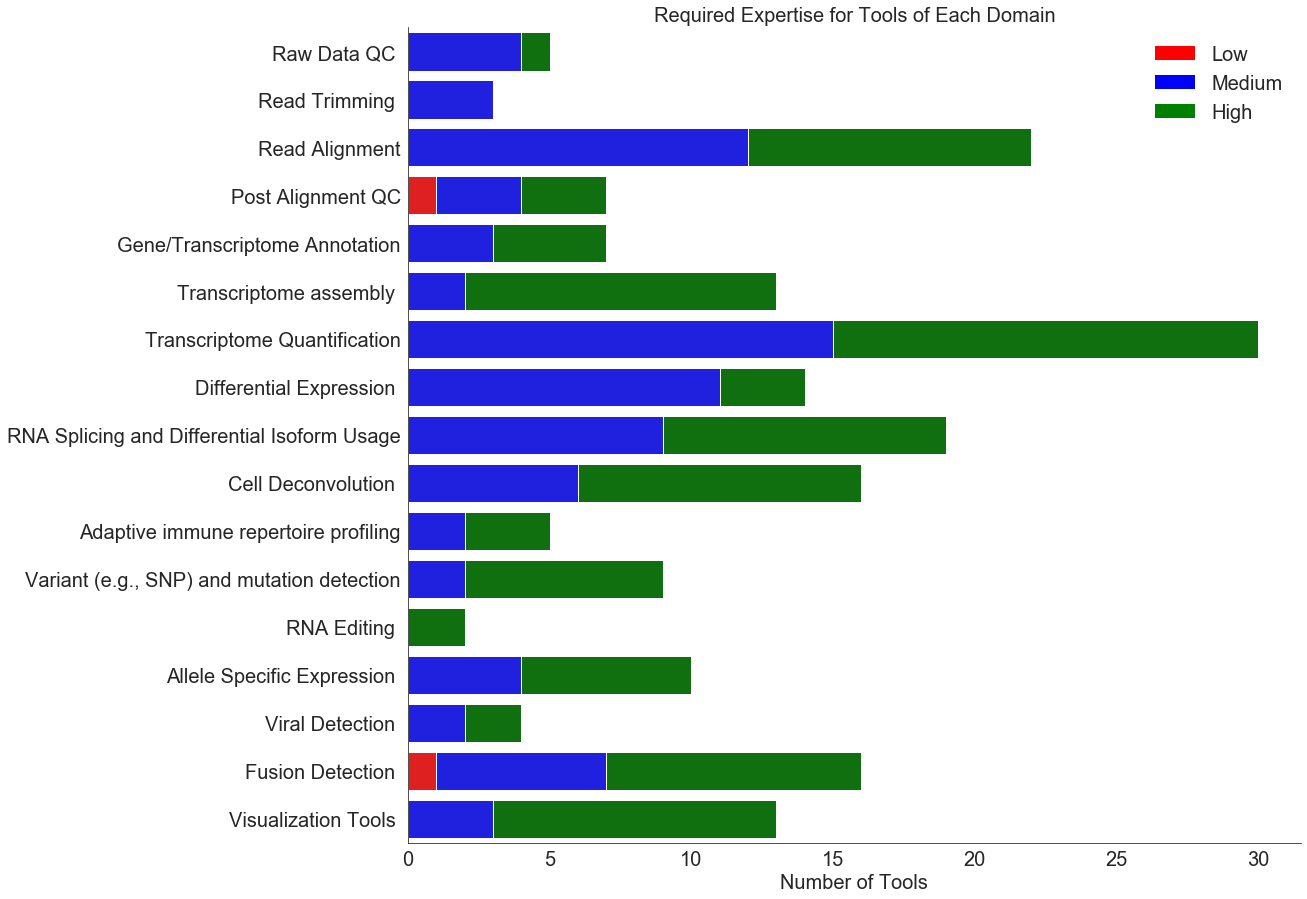 Required Expertise for Tools of Each Domain
Low
Medium
High
Raw Data QC
Read Trimming
Read Alignment
Post Alignment QC
Gene/Transcriptome Annotation
Transcriptome assembly
Transcriptome Quantification
Differential Expression
RNA Splicing and Differential Isoform Usage
Cell Deconvolution
Adaptive immune repertoire profiling
Variant (e.g., SNP) and mutation detection
RNA Editing
Allele Specific Expression
Viral Detection
Fusion Detection
Visualization Tools
0 5 10 15 20 25 30
Number of Tools